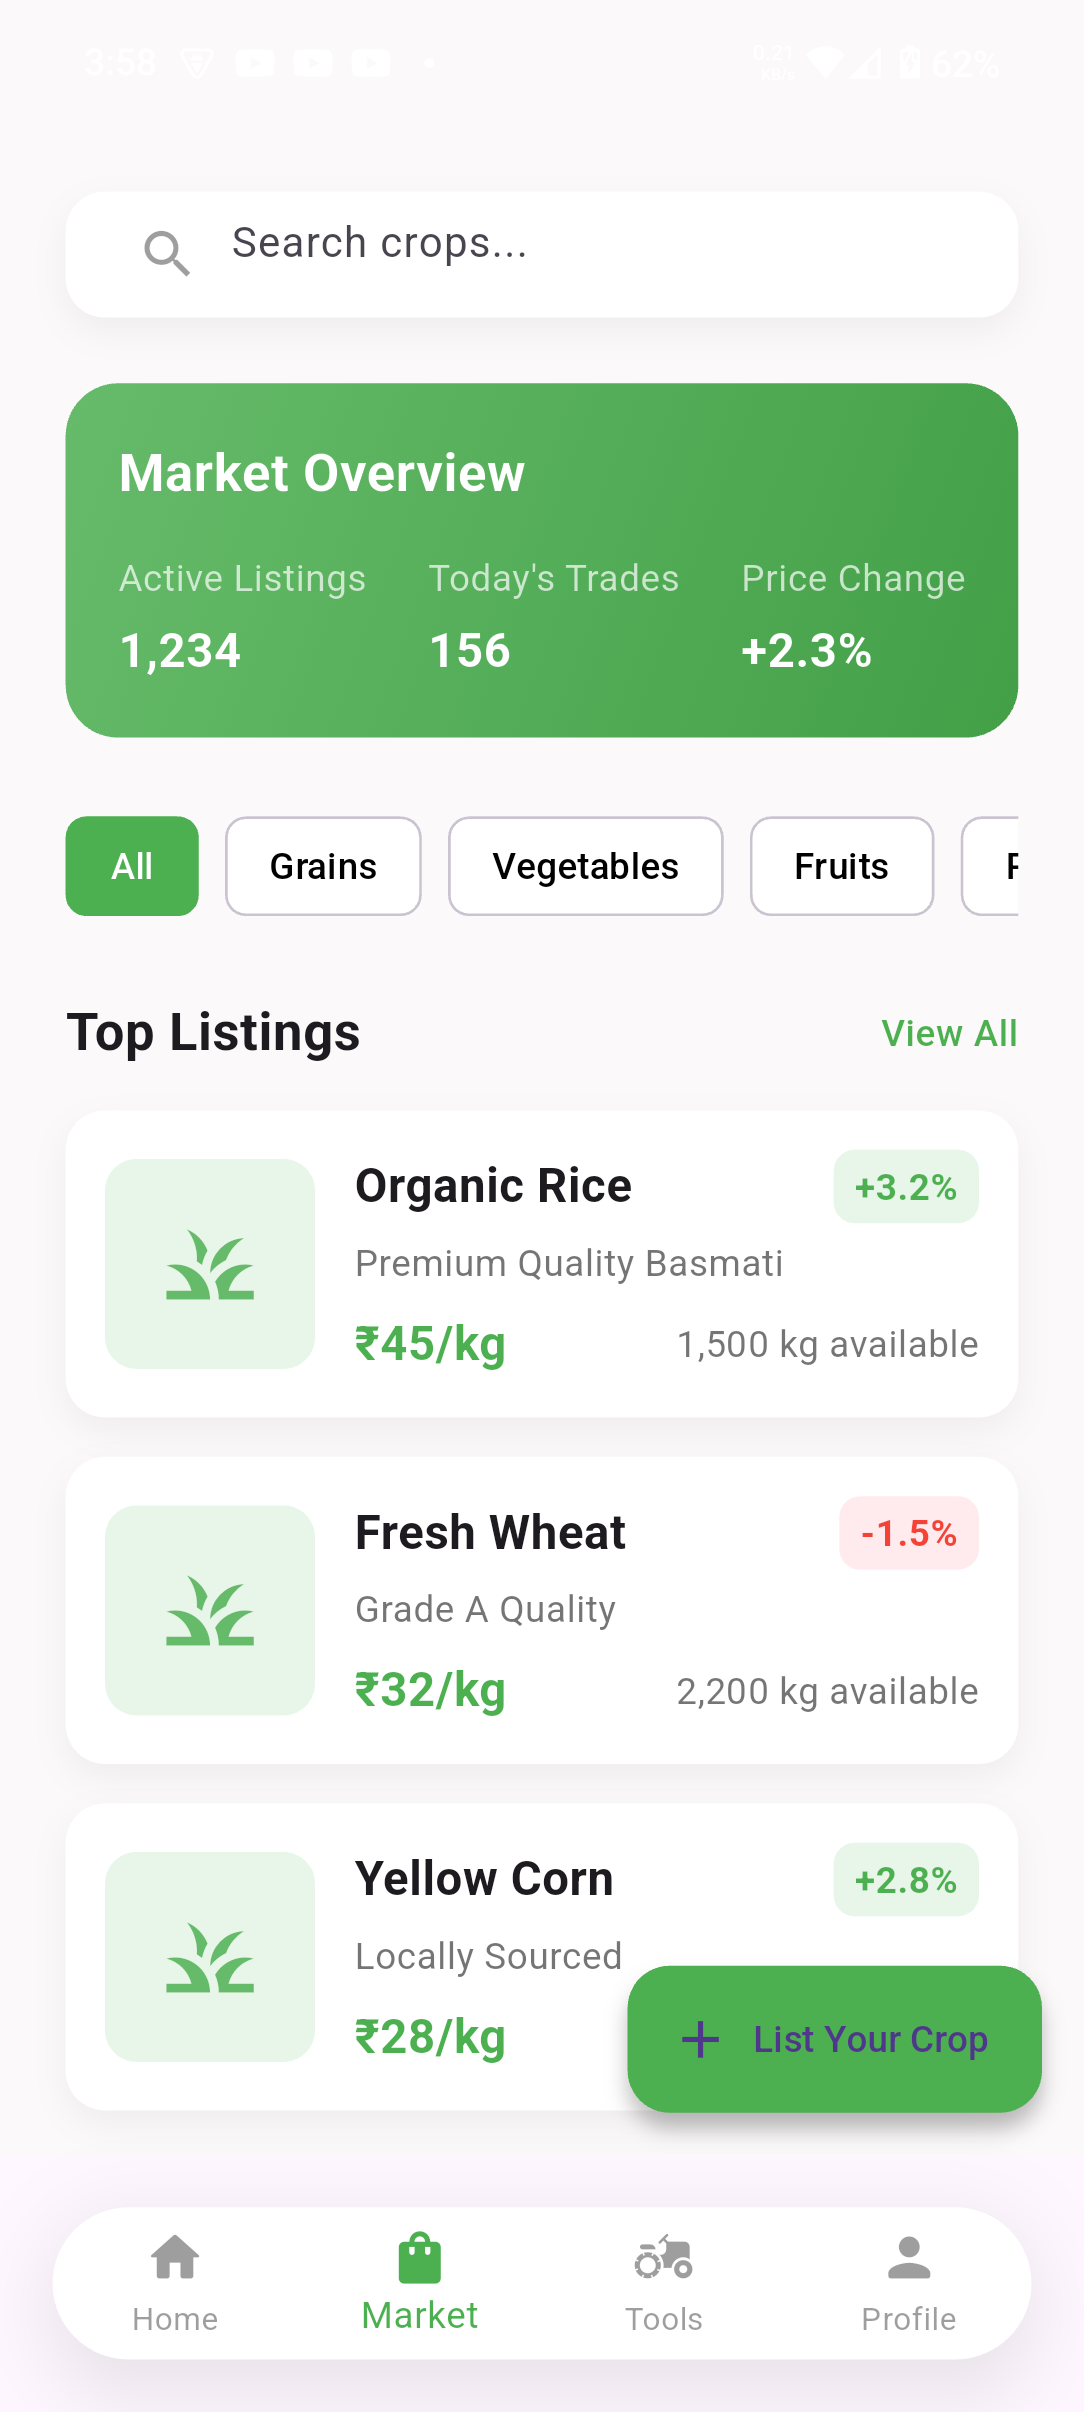 3:58 0.21 KB/s 62%
Search crops...
Market Overview
Active Listings Today's Trades Price Change
1,234 156 +2.3%
All Grains Vegetables Fruits
Top Listings View All
Organic Rice +3.2%
Premium Quality Basmati
₹45/kg 1,500 kg available
Fresh Wheat -1.5%
Grade A Quality
₹32/kg 2,200 kg available
Yellow Corn +2.8%
Locally Sourced
₹28/kg
List Your Crop
Home Market Tools Profile